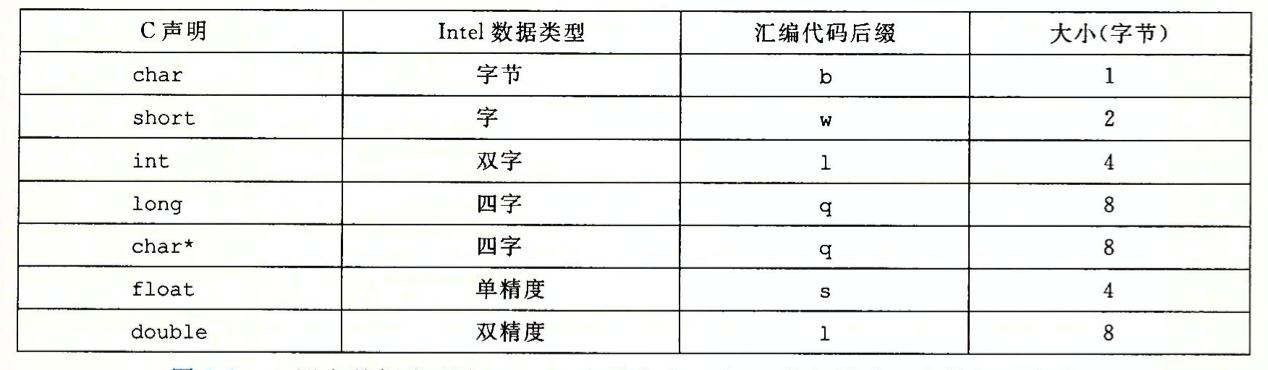 C 声明 Intel 数据类型 汇编代码后缀 大小(字节)
char 字节 b 1
short 字 w 2
int 双字 l 4
long 四字 q 8
char* 四字 q 8
float 单精度 s 4
double 双精度 l 8